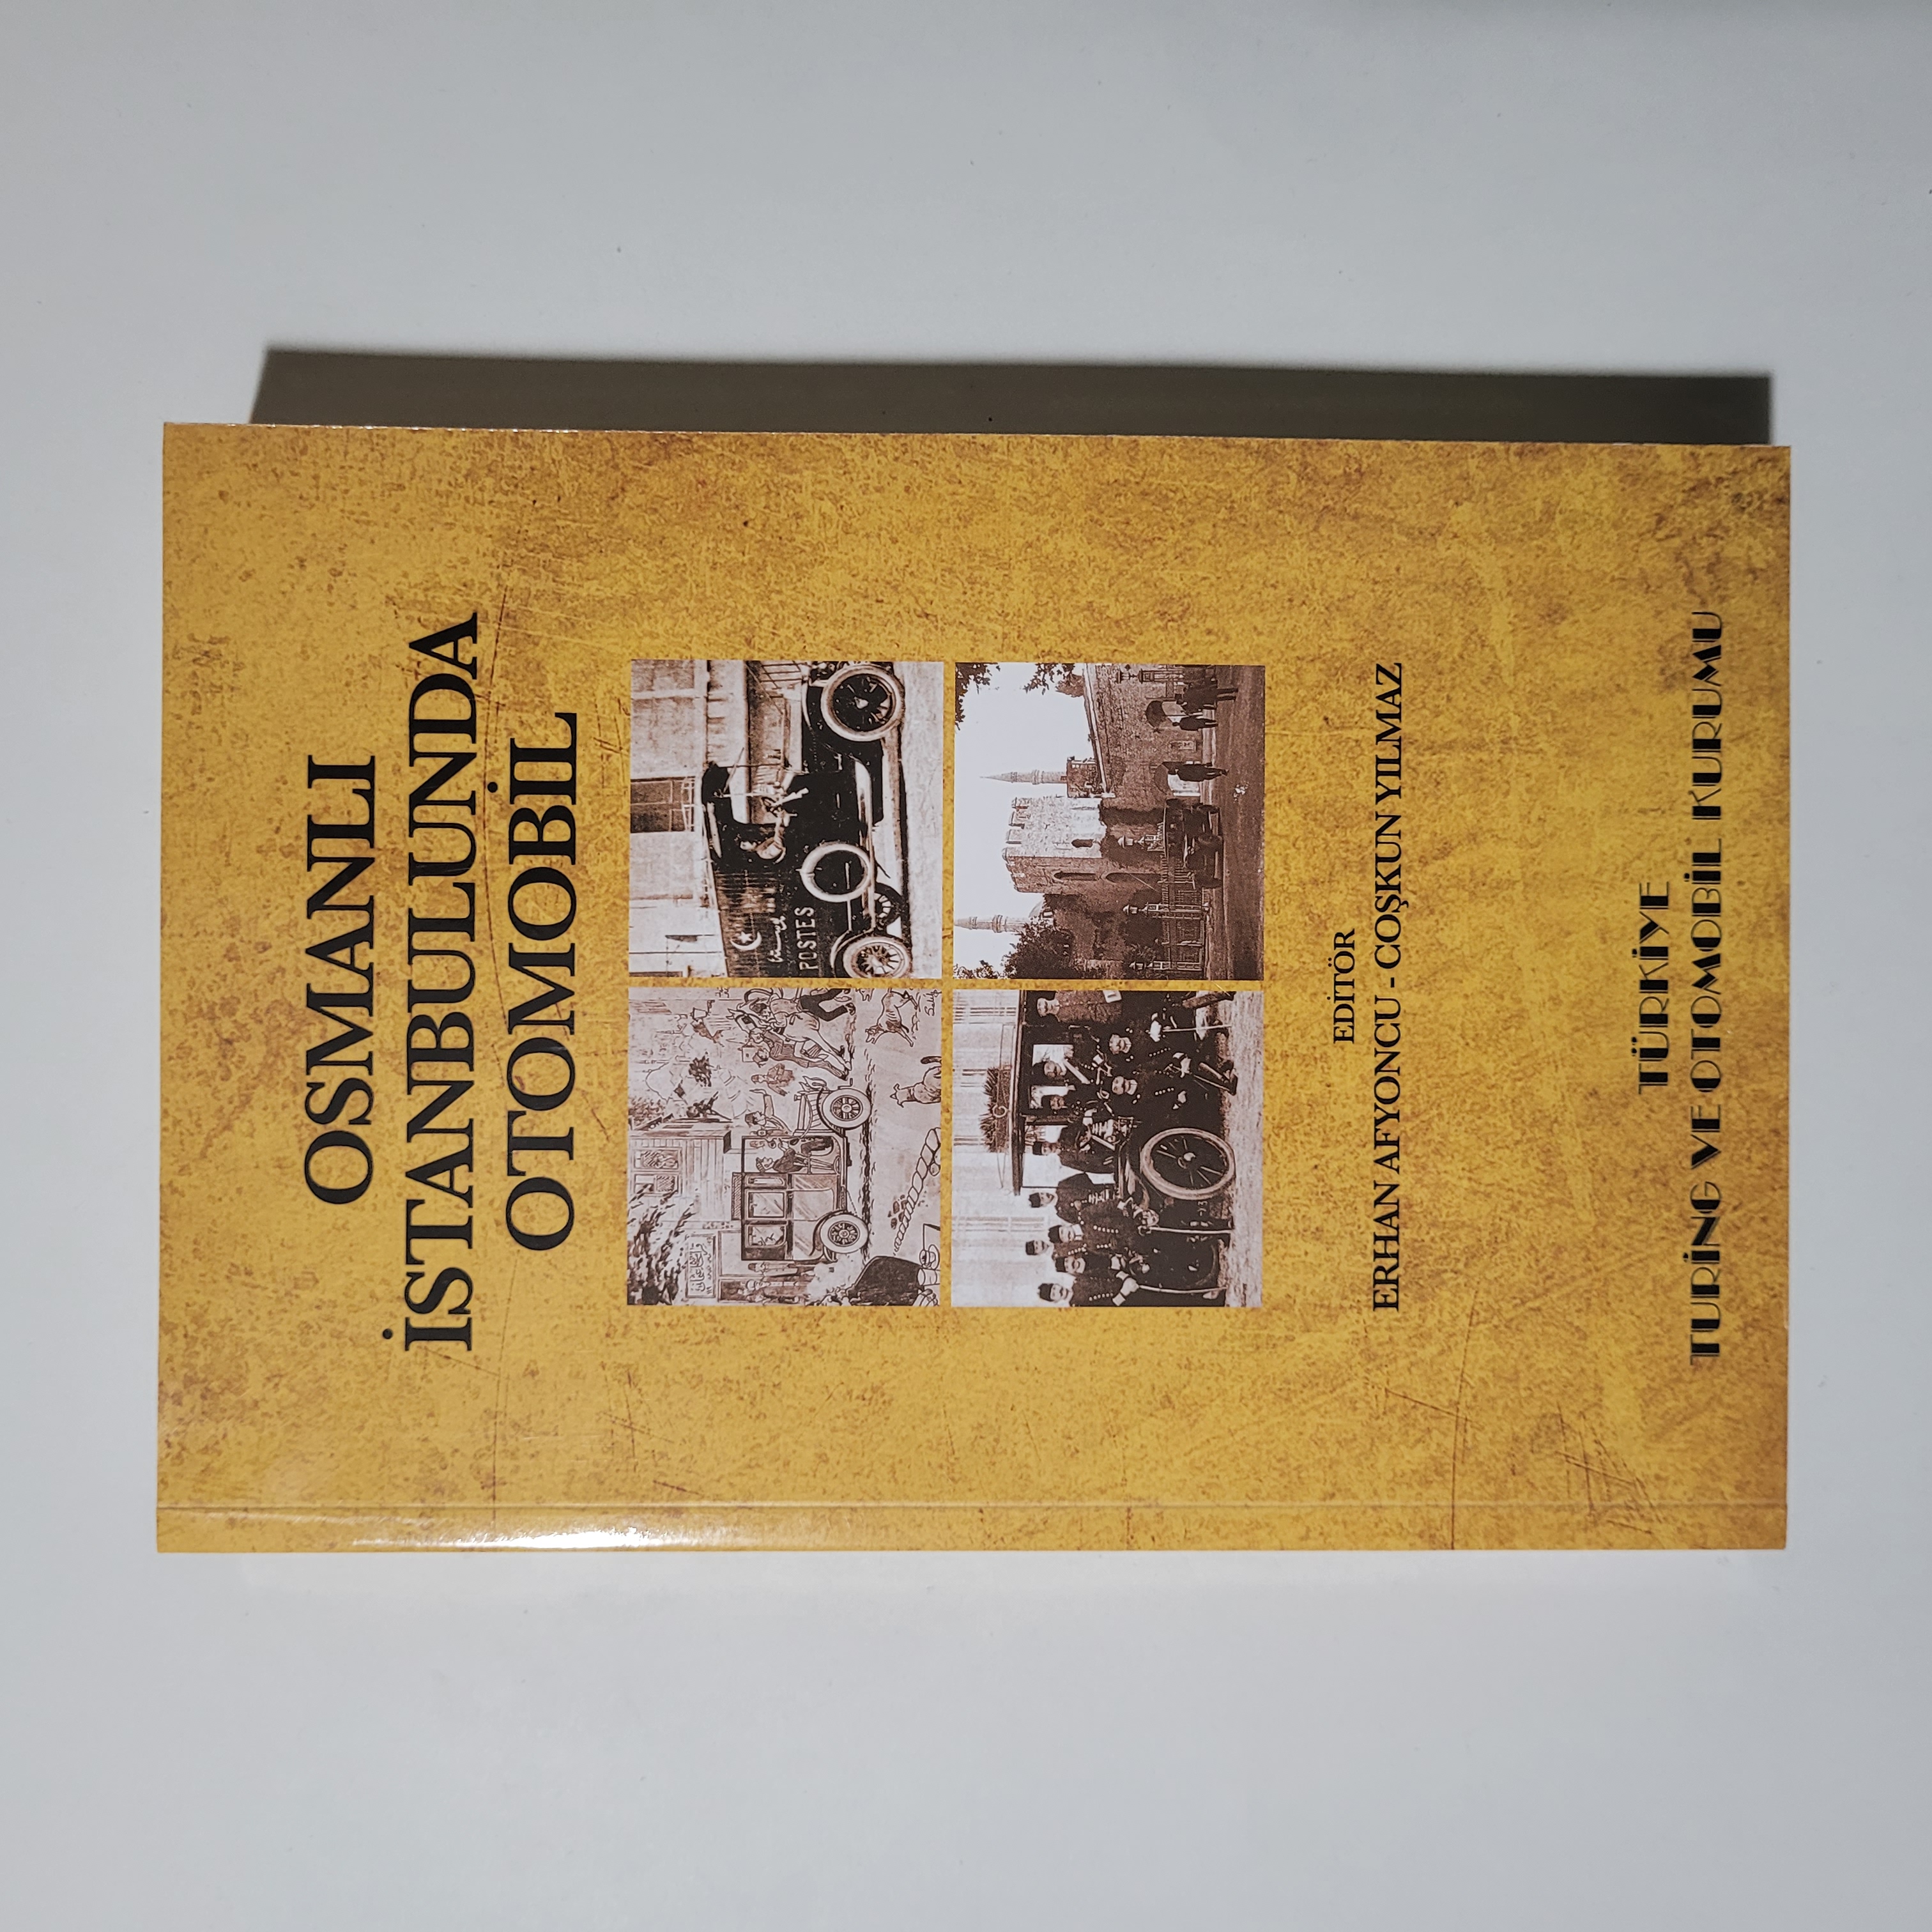 OSMANLI
İSTANBULUNDA
OTOMOBİL
POSTES
EDİTÖR
ERHAN AFYONCU - COŞKUN YILMAZ
TÜRKİYE
TURİNG VE OTOMOBİL KURUMU